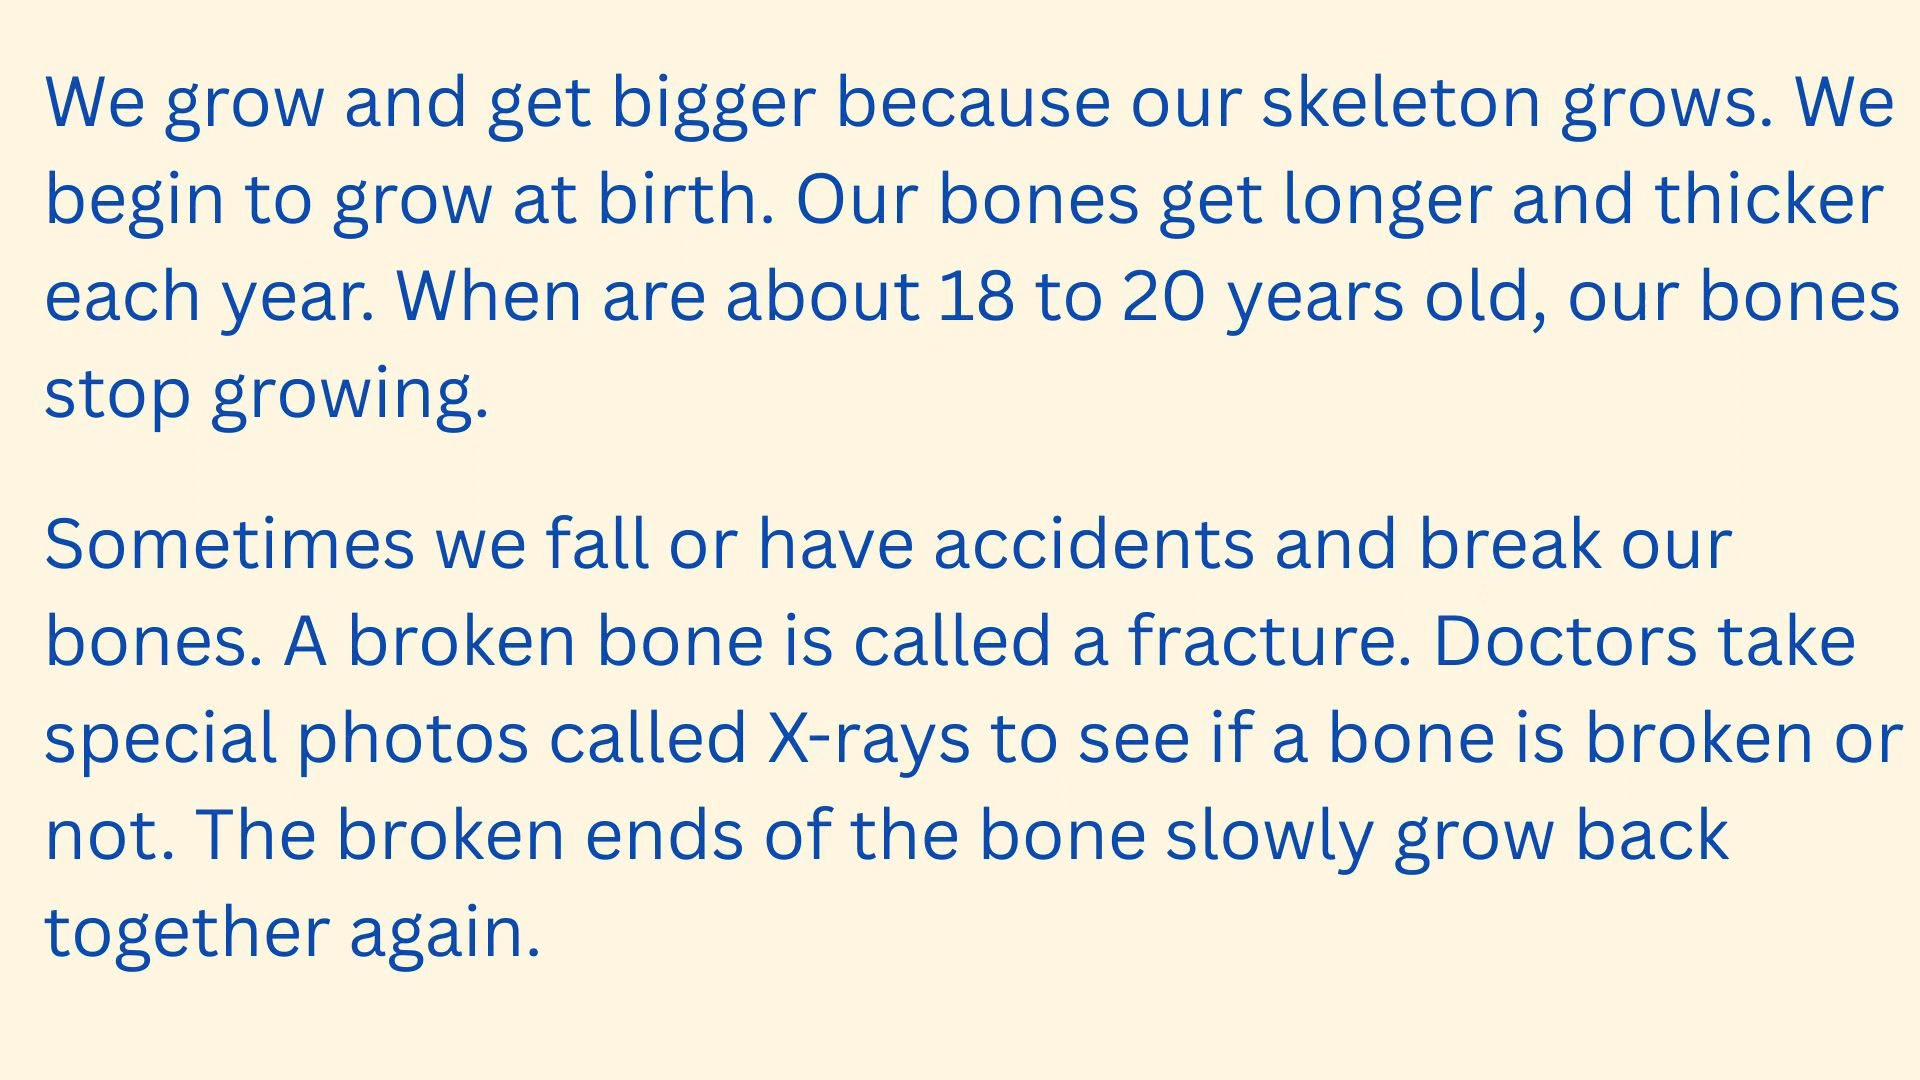 We grow and get bigger because our skeleton grows. We
begin to grow at birth. Our bones get longer and thicker
each year. When are about 18 to 20 years old, our bones
stop growing.
Sometimes we fall or have accidents and break our
bones. A broken bone is called a fracture. Doctors take
special photos called X-rays to see if a bone is broken or
not. The broken ends of the bone slowly grow back
together again.